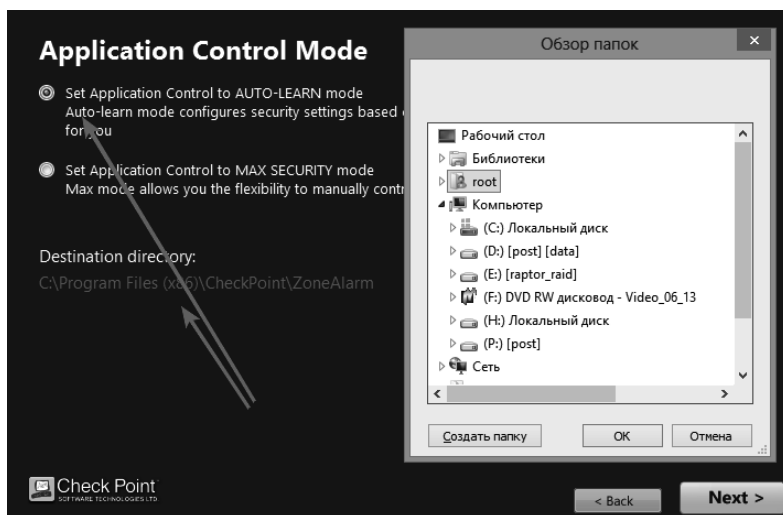 Application Control Mode
Set Application Control to AUTO-LEARN mode
Auto-learn mode configures security settings based
for you
Set Application Control to MAX SECURITY mode
Max mode allows you the flexibility to manually
Destination directory:
C:\Program Files (x86)\CheckPoint\ZoneAlarm
Check Point
SOFTWARE TECHNOLOGIES LTD
< Back
Next >
Обзор папок
Рабочий стол
Библиотеки
root
Компьютер
(C:) Локальный диск
(D:) [post] [data]
(E:) [raptor_raid]
(F:) DVD RW дисковод - Video_06_13
(H:) Локальный диск
(P:) [post]
Сеть
Создать папку
OK
Отмена